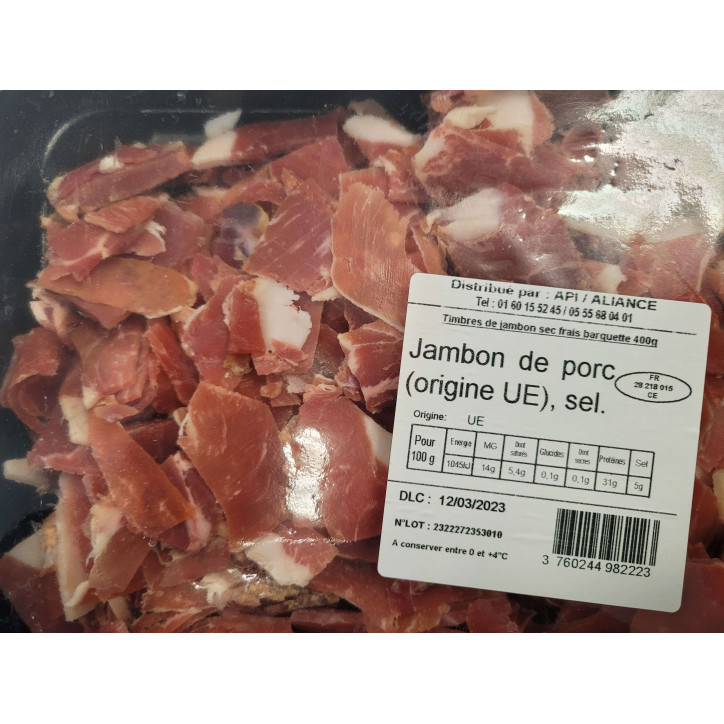 Distribué par : API / ALIANCE
Tel : 01 60 15 52 45 / 05 55 68 04 01
Timbres de jambon sec frais barquette 400g
Jambon de porc
(origine UE), sel.
FR
28 218 015
CE
Origine: UE
Pour 100 g Energie MG Dont saturés Glucides Dont sucres Protéines Sel
1045kJ 14g 5,4g 0,1g 0,1g 31g 5g
DLC : 12/03/2023
N°LOT : 2322272353010
A conserver entre 0 et +4°C
3 760244 982223